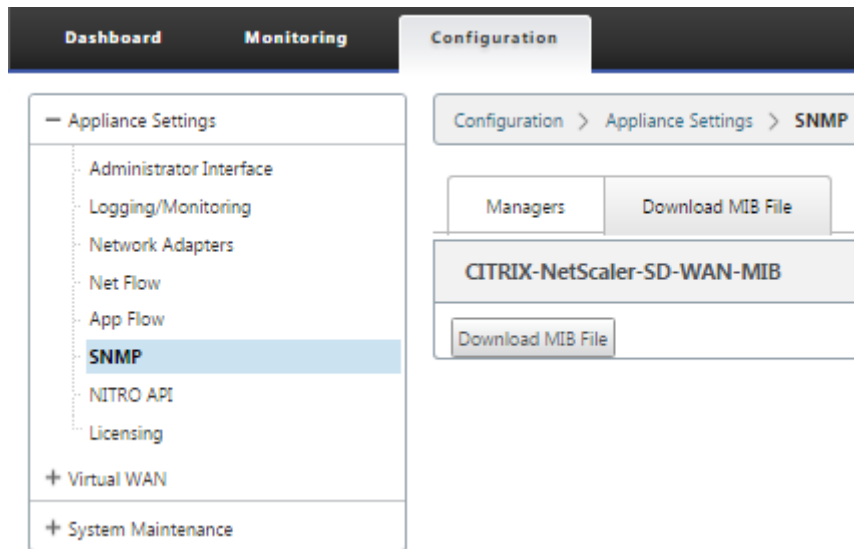 Dashboard Monitoring Configuration
Appliance Settings
Administrator Interface
Logging/Monitoring
Network Adapters
Net Flow
App Flow
SNMP
NITRO API
Licensing
Virtual WAN
System Maintenance
Configuration > Appliance Settings > SNMP
Managers Download MIB File
CITRIX-NetScaler-SD-WAN-MIB
Download MIB File